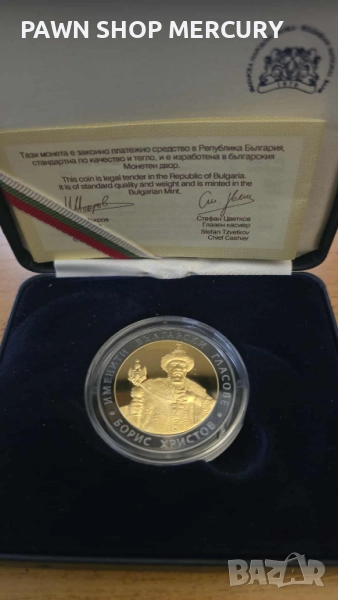 PAWN SHOP MERCURY
1879
Тази монета е законно платежно средство в Република България,
стандартна по качество и тегло, и е изработена в българския
Монетен двор.
This coin is legal tender in the Republic of Bulgaria.
It is of standard quality and weight and is minted in the
Bulgarian Mint.
Стефан Цветков
Главен касиер
Stefan Tzvetkov
Chief Cashier
ИМЕНИТИ БЪЛГАРСКИ ГЛАСОВЕ
БОРИС ХРИСТОВ
BAZAR